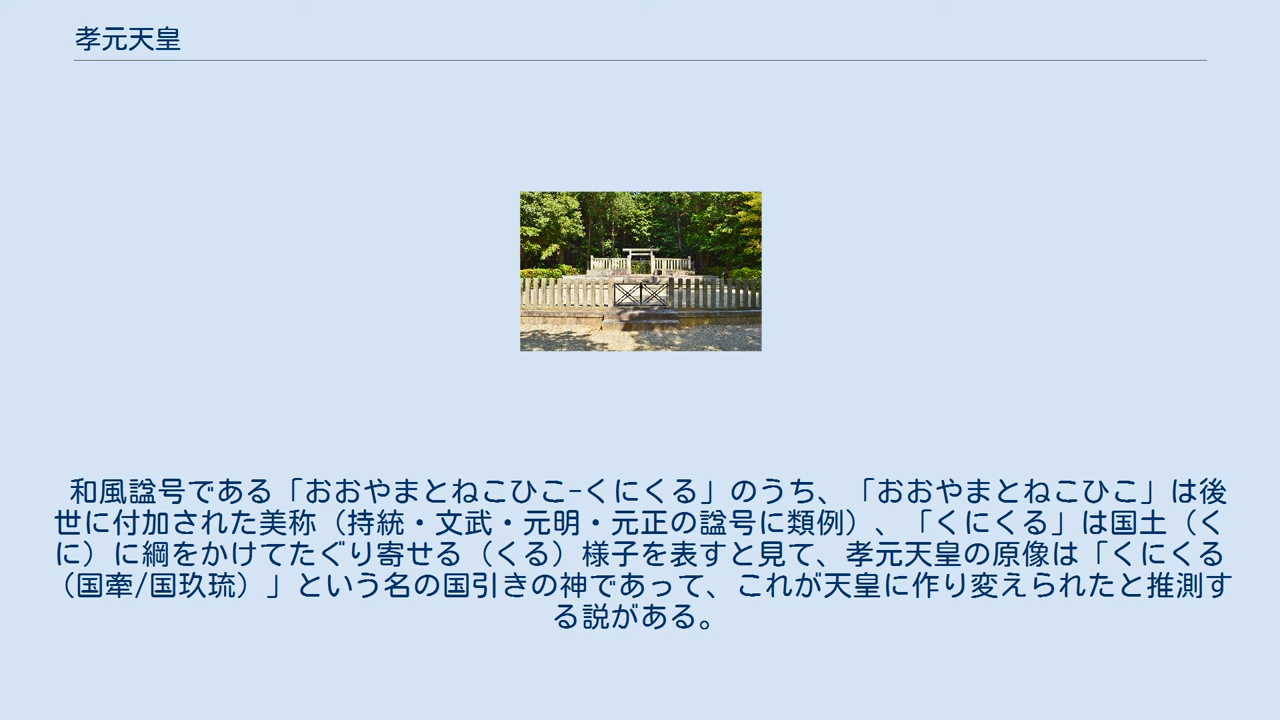 孝元天皇
和風諡号である「おおやまとねこひこ-くにくる」のうち、「おおやまとねこひこ」は後
世に付加された美称（持統・文武・元明・元正の諡号に類例）、「くにくる」は国土（く
に）に綱をかけてたぐり寄せる（くる）様子を表すと見て、孝元天皇の原像は「くにくる
（国牽/国玖琉）」という名の国引きの神であって、これが天皇に作り変えられたと推測す
る説がある。